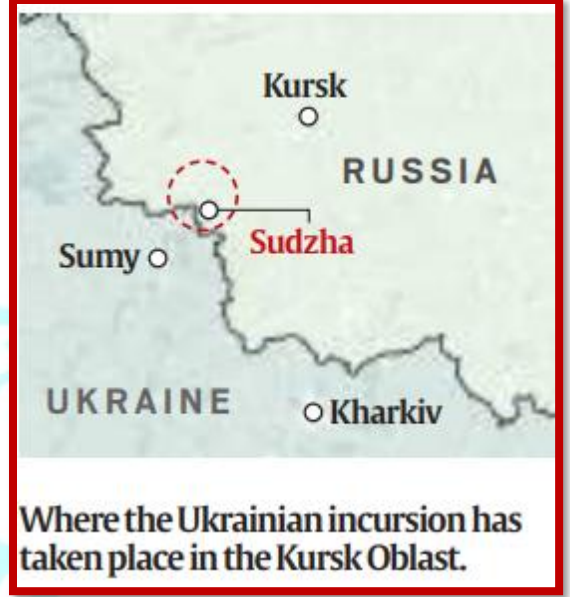 Kursk
RUSSIA
Sudzha
Sumy
UKRAINE
Kharkiv
Where the Ukrainian incursion has
taken place in the Kursk Oblast.